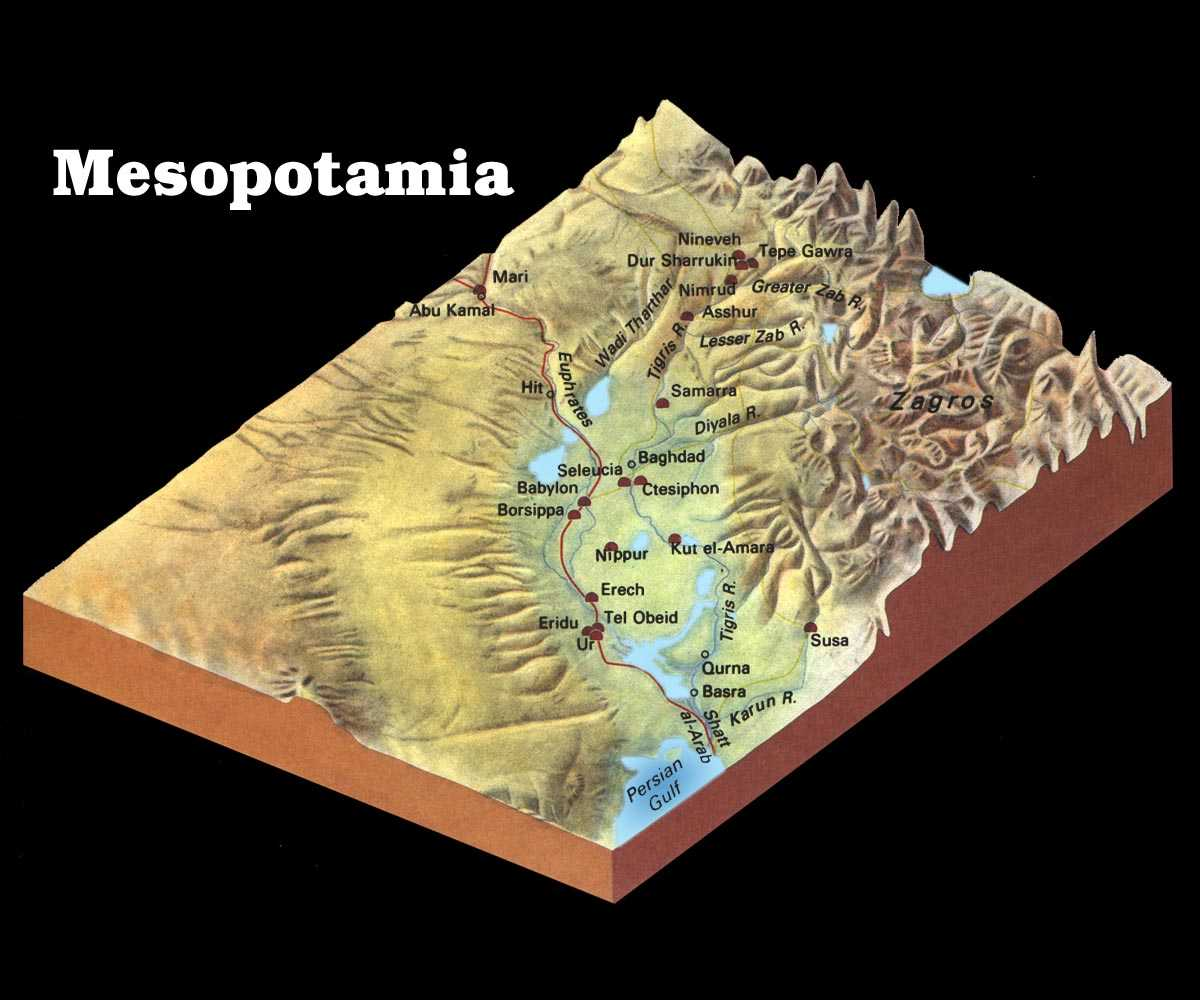 Mesopotamia
Nineveh
Tepe Gawra
Dur Sharrukin
Mari
Nimrud
Greater Zab R.
Abu Kamal
Asshur
Wadi Tharthar
Tigris R.
Lesser Zab R.
Hit
Euphrates
Samarra
Zagros
Diyala R.
Baghdad
Seleucia
Babylon
Ctesiphon
Borsippa
Nippur
Kut el-Amara
Erech
Tigris R.
Eridu
Tel Obeid
Ur
Susa
Qurna
Basra
Karun R.
Shatt
al-Arab
Persian
Gulf